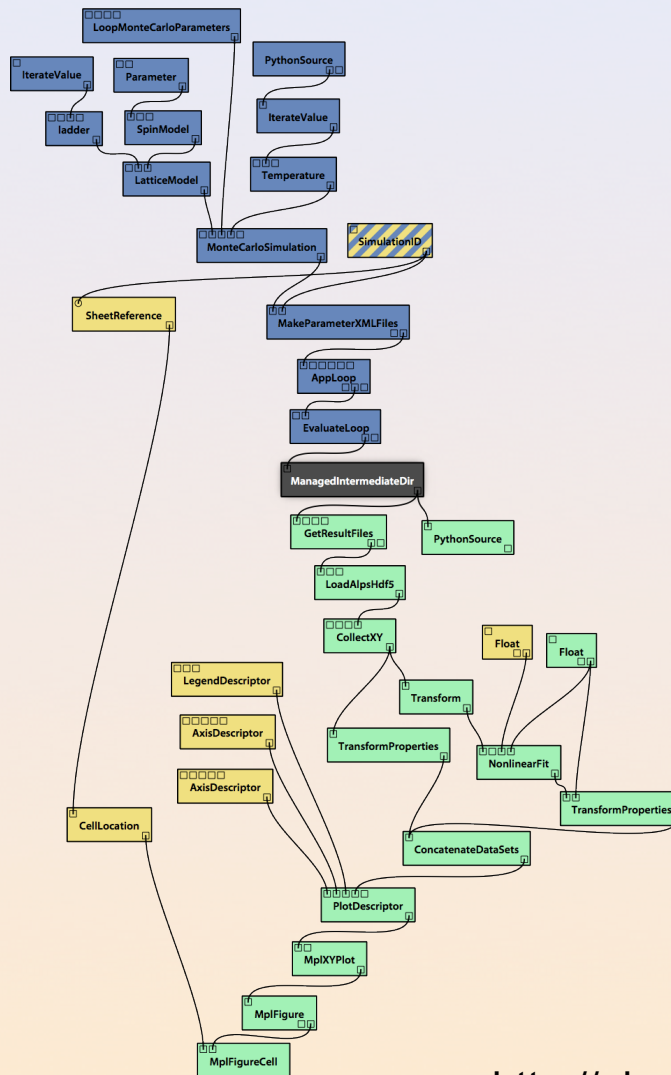 LoopMonteCarloParameters
IterateValue
Parameter
PythonSource
ladder
SpinModel
IterateValue
LatticeModel
Temperature
MonteCarloSimulation
SimulationID
SheetReference
MakeParameterXMLFiles
AppLoop
EvaluateLoop
ManagedIntermediateDir
GetResultFiles
PythonSource
LoadAlpsHdf5
CollectXY
Float
Float
LegendDescriptor
Transform
AxisDescriptor
TransformProperties
NonlinearFit
AxisDescriptor
TransformProperties
CellLocation
ConcatenateDataSets
PlotDescriptor
MplXYPlot
MplFigure
MplFigureCell